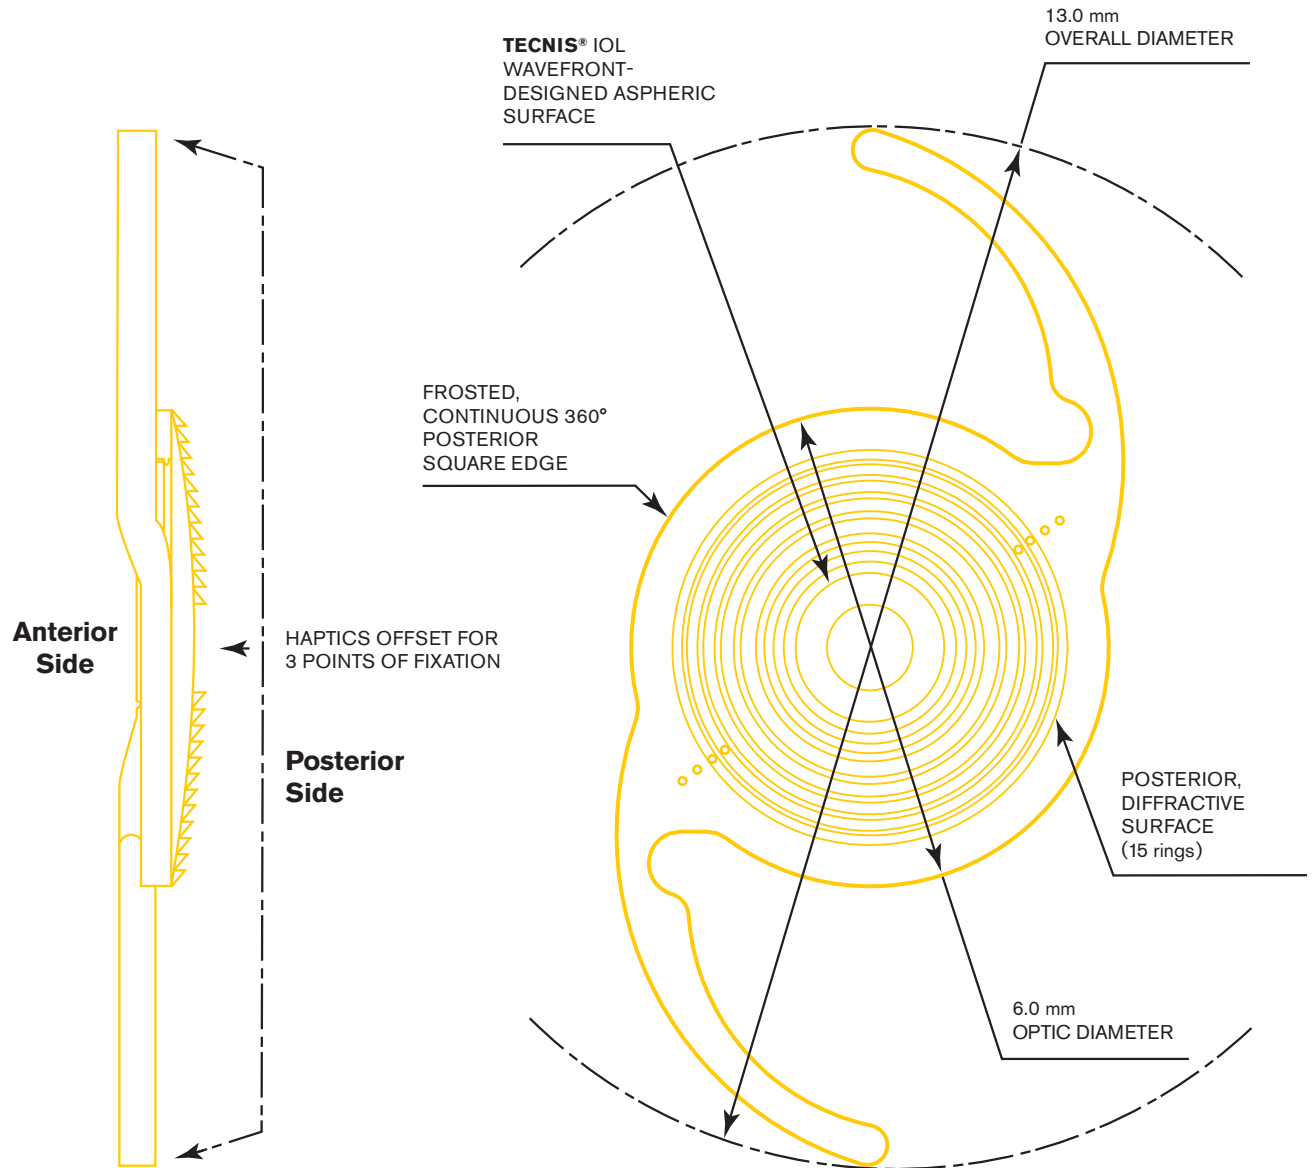 13.0 mm
OVERALL DIAMETER
TECNIS® IOL
WAVEFRONT-
DESIGNED ASPHERIC
SURFACE
FROSTED,
CONTINUOUS 360°
POSTERIOR
SQUARE EDGE
Anterior
Side
HAPTICS OFFSET FOR
3 POINTS OF FIXATION
Posterior
Side
POSTERIOR,
DIFFRACTIVE
SURFACE
(15 rings)
6.0 mm
OPTIC DIAMETER